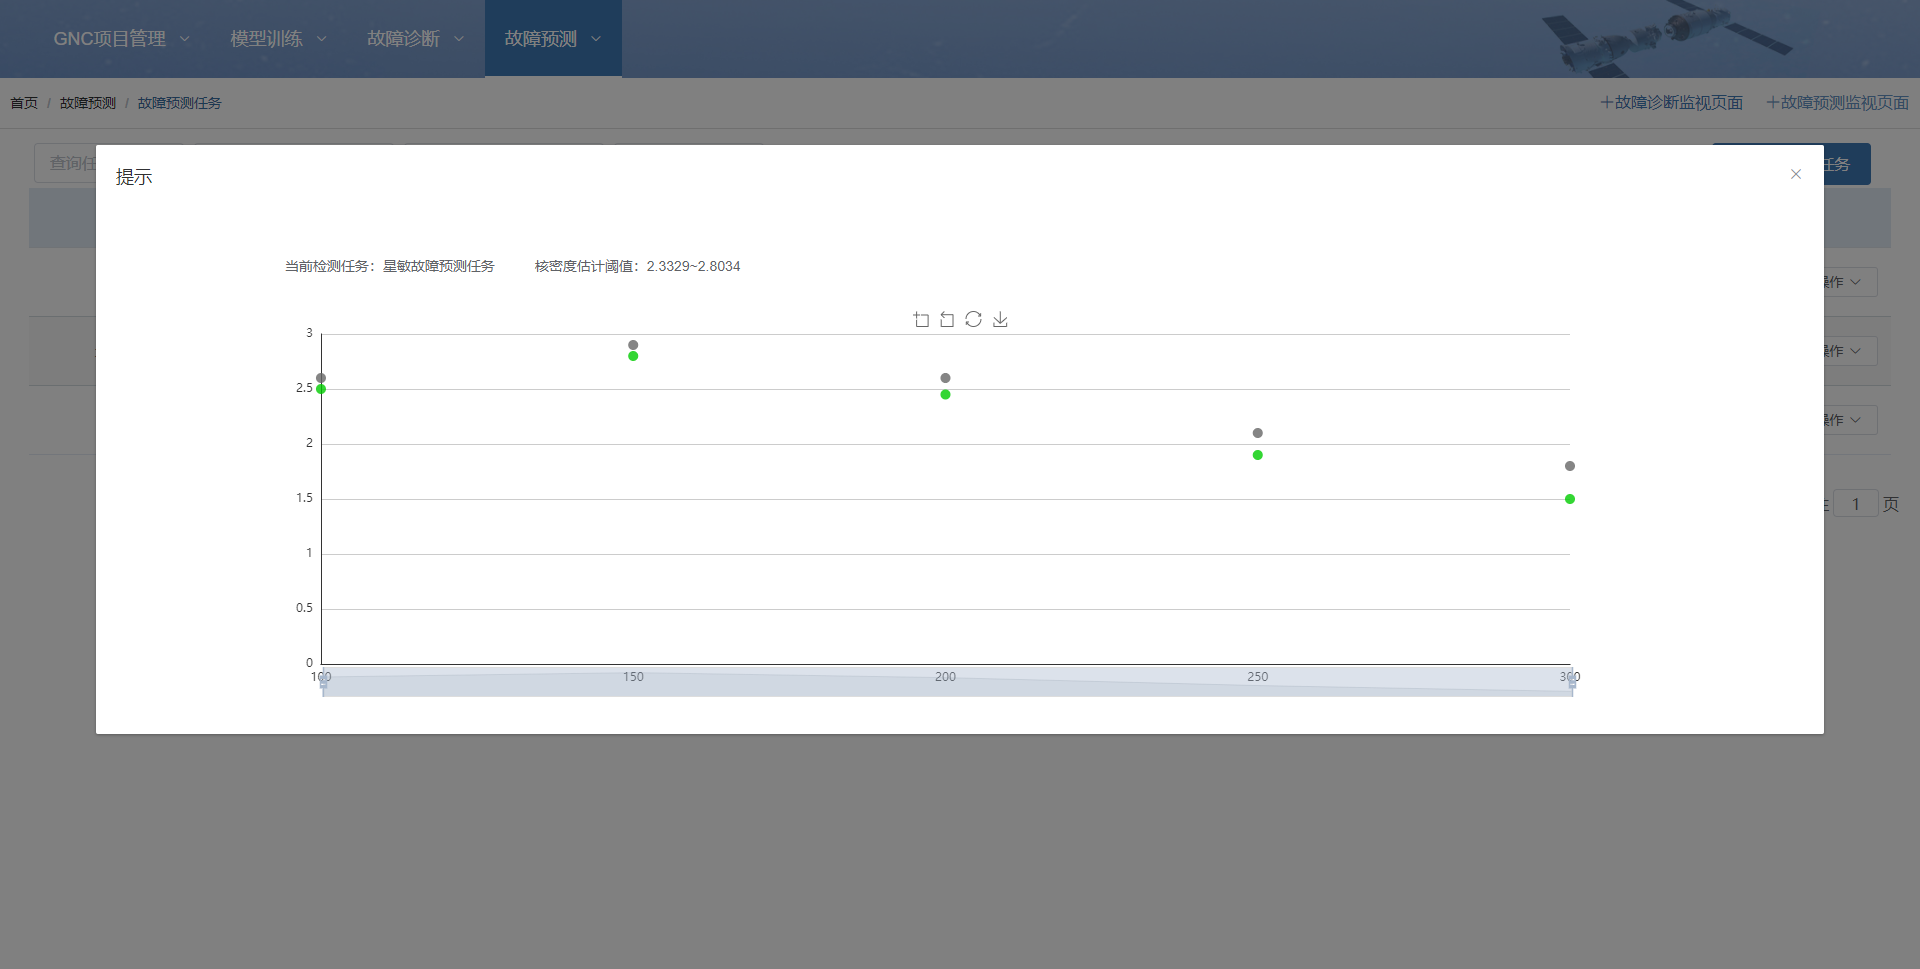 GNC项目管理 模型训练 故障诊断 故障预测
首页 / 故障预测 / 故障预测任务 +故障诊断监视页面 +故障预测监视页面
查询任 任务
提示
当前检测任务：星敏故障预测任务 核密度估计阈值：2.3329~2.8034
操作
操作
操作
1 页
3
2.5
2
1.5
1
0.5
0
100 150 200 250 300